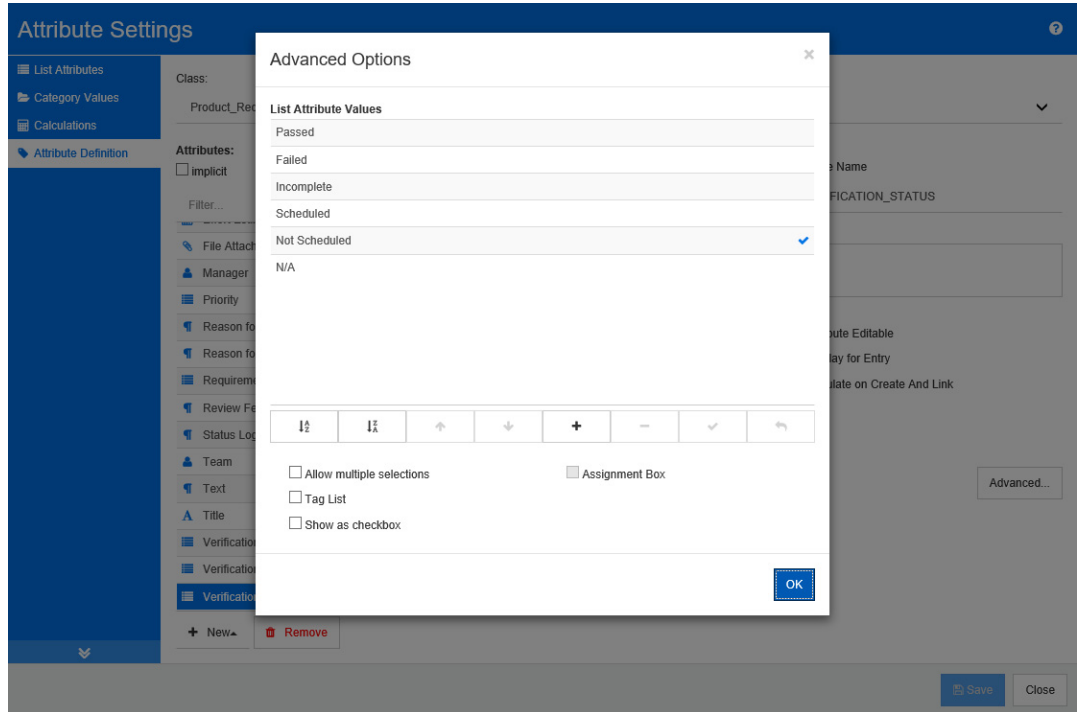 Attribute Settings
List Attributes
Category Values
Calculations
Attribute Definition
Class:
Product_Rec
Attributes:
implicit
Filter...
File Attach
Manager
Priority
Reason fo
Reason fo
Requireme
Review Fe
Status Log
Team
Text
Title
Verification
Verification
Verification
New
Remove
Advanced Options
×
List Attribute Values
Passed
Failed
Incomplete
Scheduled
Not Scheduled
N/A
Allow multiple selections
Assignment Box
Tag List
Show as checkbox
OK
e Name
FICATION_STATUS
bute Editable
lay for Entry
ulate on Create And Link
Advanced...
Save
Close